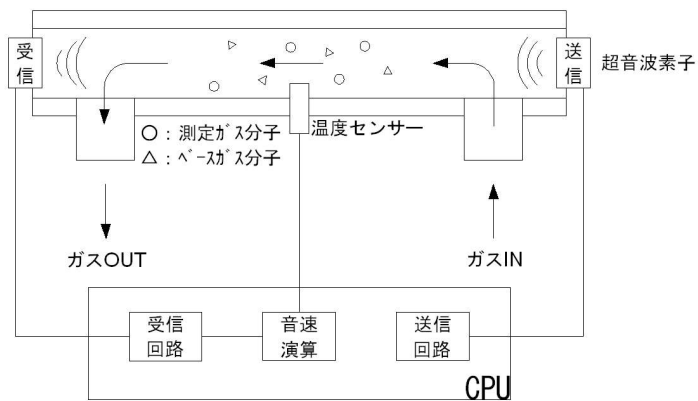 受
信
送
信
超音波素子
○：測定ｶﾞｽ分子
△：ﾍﾞｰｽｶﾞｽ分子
温度センサー
ガスOUT
ガスIN
受信
回路
音速
演算
送信
回路
CPU